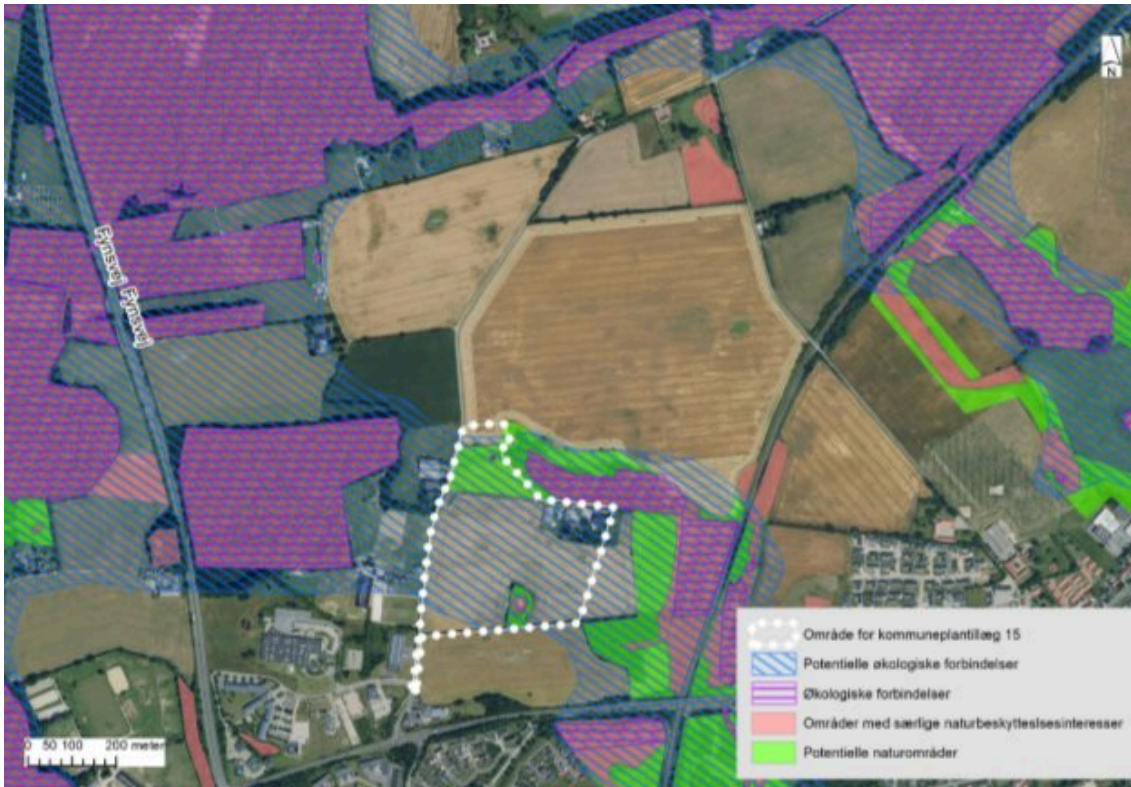 N
Fynsvej Fynsvej
Område for kommuneplantillæg 15
Potentielle økologiske forbindelser
Økologiske forbindelser
Områder med særlige naturbeskytteslsesinteresser
Potentielle naturområder
0 50 100 200 meter